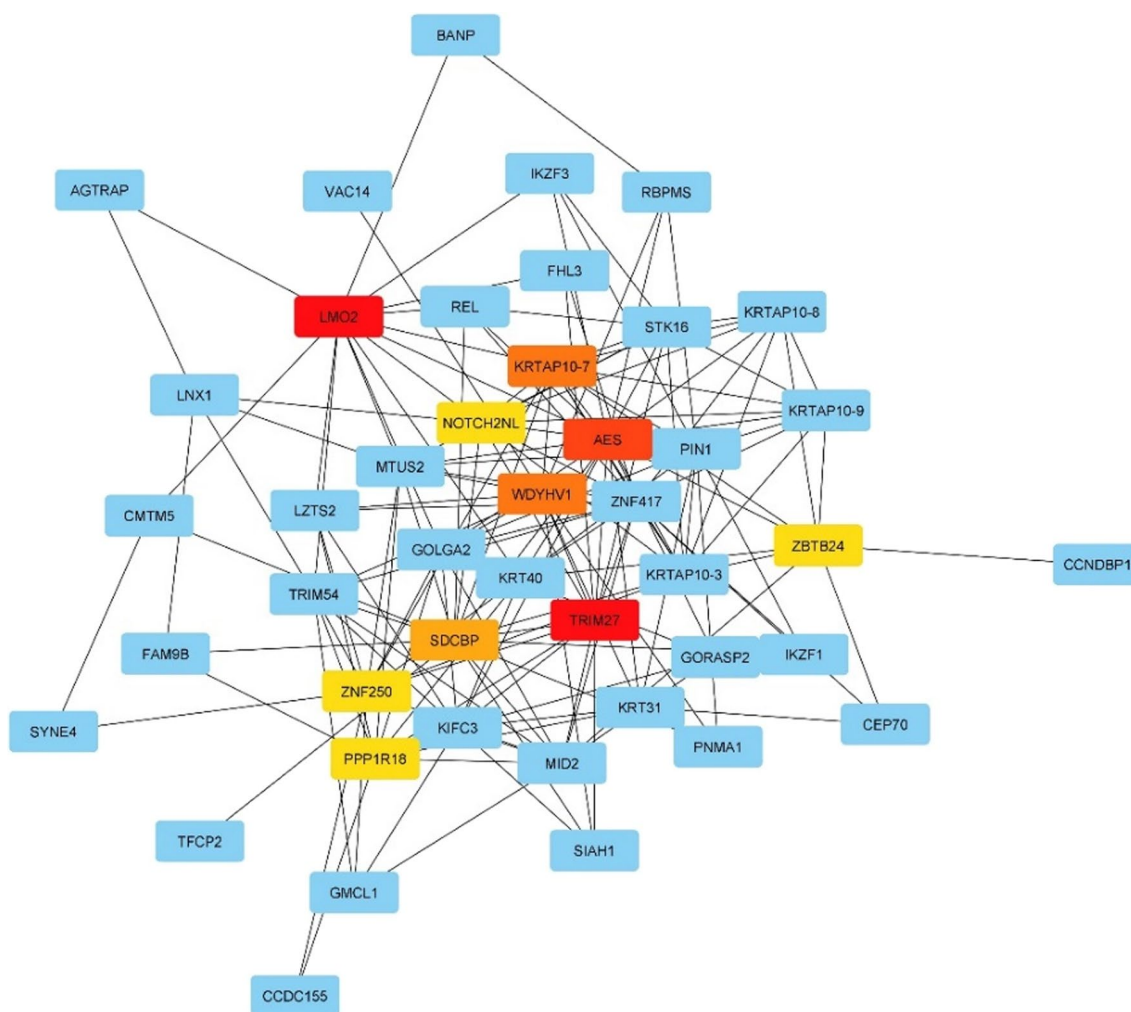 BANP
AGTRAP
VAC14
IKZF3
RBPMS
FHL3
LMO2
REL
STK16
KRTAP10-8
KRTAP10-7
LNX1
KRTAP10-9
NOTCH2NL
AES
PIN1
MTUS2
WDYHV1
ZNF417
LZTS2
CMTM5
ZBTB24
GOLGA2
KRT40
KRTAP10-3
CCNDBP1
TRIM54
TRIM27
SDCBP
FAM9B
GORASP2
IKZF1
ZNF250
KRT31
SYNE4
KIFC3
CEP70
PNMA1
PPP1R18
MID2
TFCP2
SIAH1
GMCL1
CCDC155